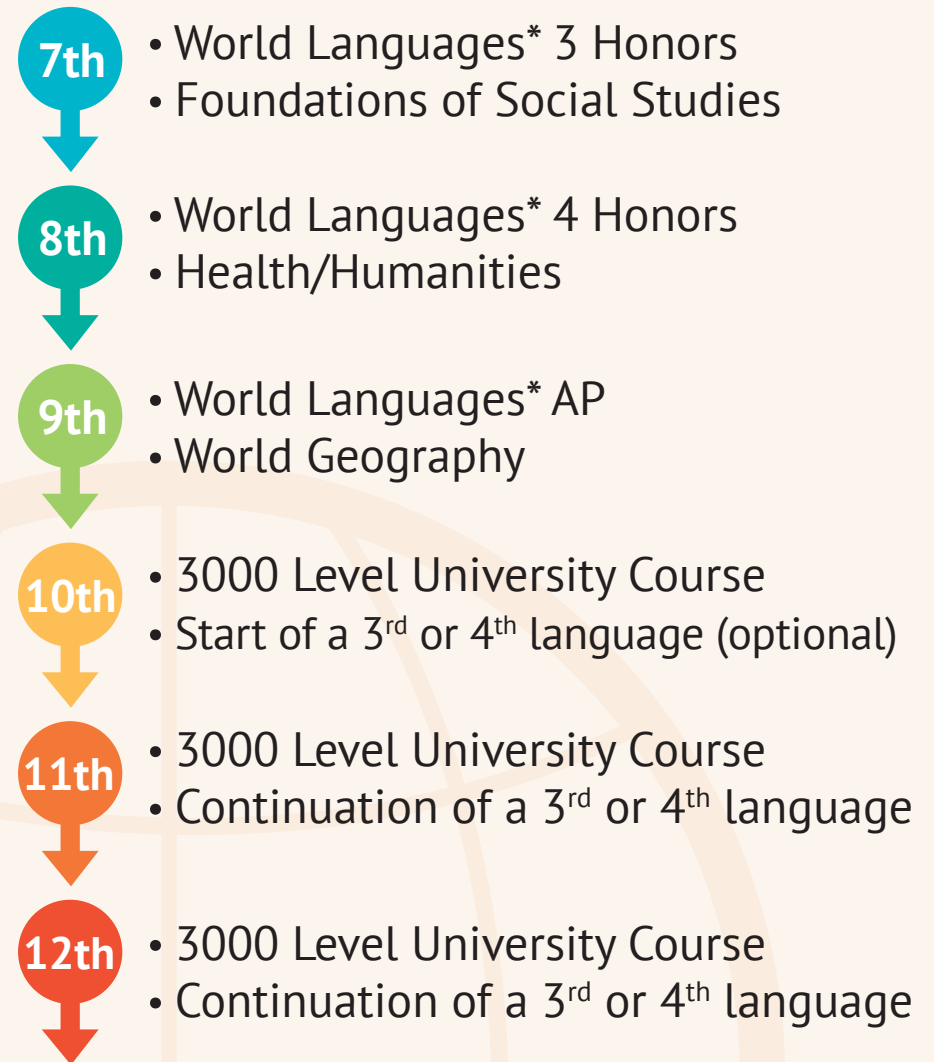 7th
• World Languages* 3 Honors
• Foundations of Social Studies
8th
• World Languages* 4 Honors
• Health/Humanities
9th
• World Languages* AP
• World Geography
10th
• 3000 Level University Course
• Start of a 3rd or 4th language (optional)
11th
• 3000 Level University Course
• Continuation of a 3rd or 4th language
12th
• 3000 Level University Course
• Continuation of a 3rd or 4th language